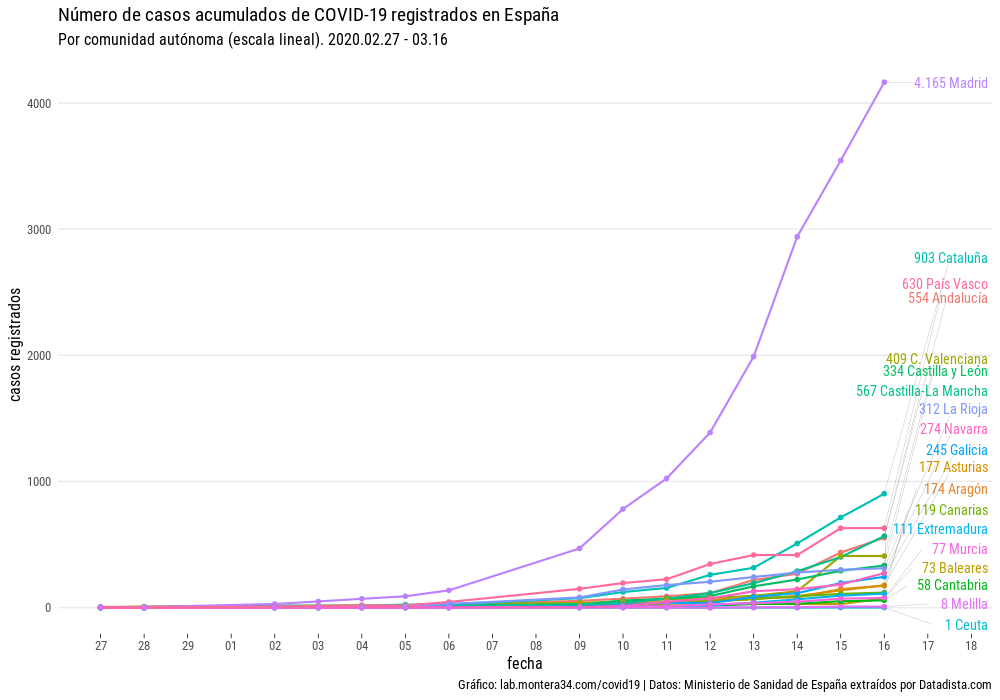 Número de casos acumulados de COVID-19 registrados en España
Por comunidad autónoma (escala lineal). 2020.02.27 - 03.16
4000
3000
2000
1000
0
casos registrados
4.165 Madrid
903 Cataluña
630 País Vasco
554 Andalucía
409 C. Valenciana
334 Castilla y León
567 Castilla-La Mancha
312 La Rioja
274 Navarra
245 Galicia
177 Asturias
174 Aragón
119 Canarias
111 Extremadura
77 Murcia
73 Baleares
58 Cantabria
8 Melilla
1 Ceuta
27 28 29 01 02 03 04 05 06 07 08 09 10 11 12 13 14 15 16 17 18
fecha
Gráfico: lab.montera34.com/covid19 | Datos: Ministerio de Sanidad de España extraídos por Datadista.com